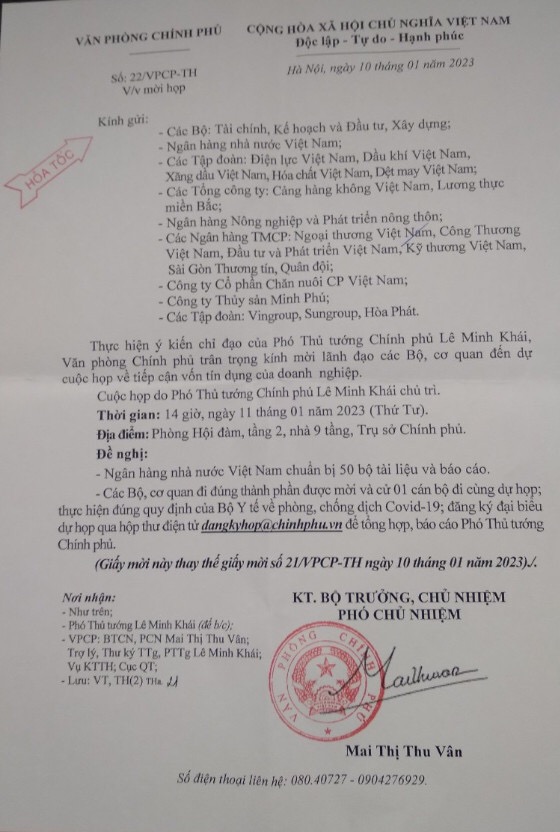 VĂN PHÒNG CHÍNH PHỦ
CỘNG HÒA XÃ HỘI CHỦ NGHĨA VIỆT NAM
Độc lập - Tự do - Hạnh phúc
Số: 22/VPCP-TH
V/v mời họp
Hà Nội, ngày 10 tháng 01 năm 2023
HỎA TỐC
Kính gửi:
- Các Bộ: Tài chính, Kế hoạch và Đầu tư, Xây dựng;
- Ngân hàng nhà nước Việt Nam;
- Các Tập đoàn: Điện lực Việt Nam, Dầu khí Việt Nam,
Xăng dầu Việt Nam, Hóa chất Việt Nam, Dệt may Việt Nam;
- Các Tổng công ty: Cảng hàng không Việt Nam, Lương thực
miền Bắc;
- Ngân hàng Nông nghiệp và Phát triển nông thôn;
- Các Ngân hàng TMCP: Ngoại thương Việt Nam, Công Thương
Việt Nam, Đầu tư và Phát triển Việt Nam, Kỹ thương Việt Nam,
Sài Gòn Thương tín, Quân đội;
- Công ty Cổ phần Chăn nuôi CP Việt Nam;
- Công ty Thủy sản Minh Phú;
- Các Tập đoàn: Vingroup, Sungroup, Hòa Phát.
Thực hiện ý kiến chỉ đạo của Phó Thủ tướng Chính phủ Lê Minh Khái,
Văn phòng Chính phủ trân trọng kính mời lãnh đạo các Bộ, cơ quan đến dự
cuộc họp về tiếp cận vốn tín dụng của doanh nghiệp.
Cuộc họp do Phó Thủ tướng Chính phủ Lê Minh Khái chủ trì.
Thời gian: 14 giờ, ngày 11 tháng 01 năm 2023 (Thứ Tư).
Địa điểm: Phòng Hội đàm, tầng 2, nhà 9 tầng, Trụ sở Chính phủ.
Đề nghị:
- Ngân hàng nhà nước Việt Nam chuẩn bị 50 bộ tài liệu và báo cáo.
- Các Bộ, cơ quan đi đúng thành phần được mời và cử 01 cán bộ đi cùng dự họp;
thực hiện đúng quy định của Bộ Y tế về phòng, chống dịch Covid-19; đăng ký đại biểu
dự họp qua hộp thư điện tử dangkyhop@chinhphu.vn để tổng hợp, báo cáo Phó Thủ tướng
Chính phủ.
(Giấy mời này thay thế giấy mời số 21/VPCP-TH ngày 10 tháng 01 năm 2023)./.
Nơi nhận:
- Như trên;
- Phó Thủ tướng Lê Minh Khái (để b/c);
- VPCP: BTCN, PCN Mai Thị Thu Vân;
Trợ lý, Thư ký TTg, PTTg Lê Minh Khái;
Vụ KTTH; Cục QT;
- Lưu: VT, TH(2) THa 21
KT. BỘ TRƯỞNG, CHỦ NHIỆM
PHÓ CHỦ NHIỆM
VĂN PHÒNG CHÍNH PHỦ
Mai Thị Thu Vân
Số điện thoại liên hệ: 080.40727 - 0904276929.